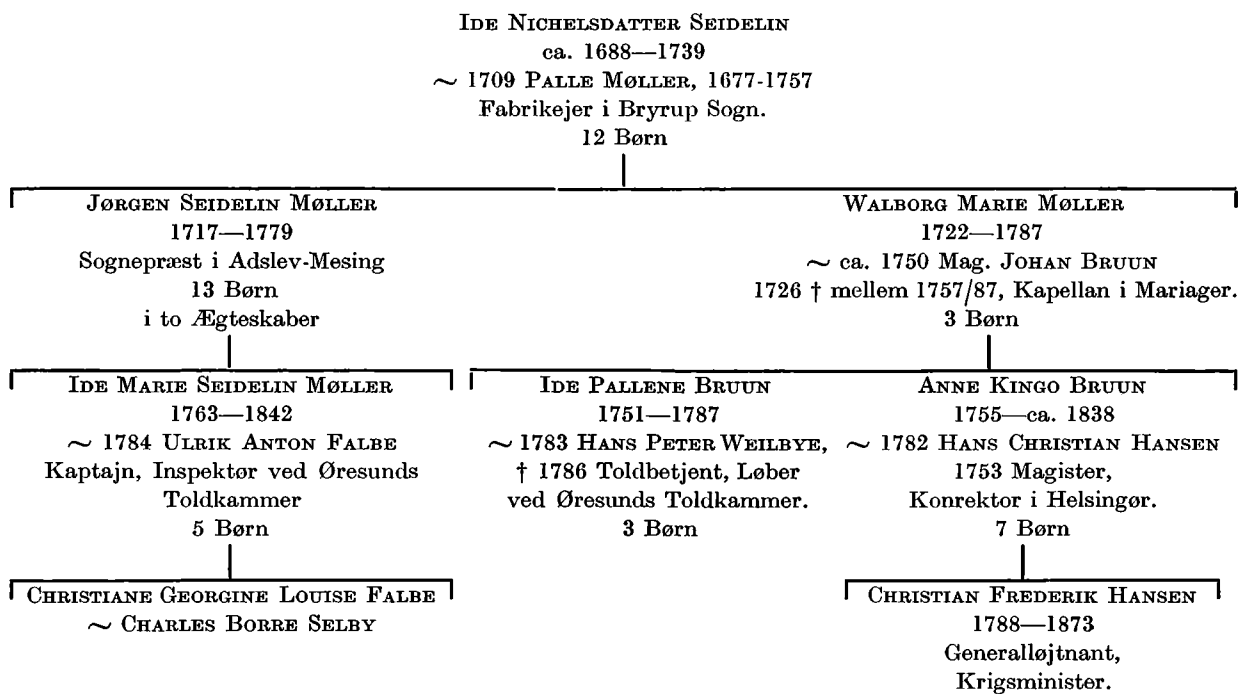 IDE NICHELSDATTER SEIDELIN
ca. 1688—1739
~ 1709 PALLE MØLLER, 1677-1757
Fabrikejer i Bryrup Sogn.
12 Børn
JØRGEN SEIDELIN MØLLER
1717—1779
Sognepræst i Adslev-Mesing
13 Børn
i to Ægteskaber
WALBORG MARIE MØLLER
1722—1787
~ ca. 1750 Mag. JOHAN BRUUN
1726 † mellem 1757/87, Kapellan i Mariager.
3 Børn
IDE MARIE SEIDELIN MØLLER
1763—1842
~ 1784 ULRIK ANTON FALBE
Kaptajn, Inspektør ved Øresunds
Toldkammer
5 Børn
IDE PALLENE BRUUN
1751—1787
~ 1783 HANS PETER WEILBYE,
† 1786 Toldbetjent, Løber
ved Øresunds Toldkammer.
3 Børn
ANNE KINGO BRUUN
1755—ca. 1838
~ 1782 HANS CHRISTIAN HANSEN
1753 Magister,
Konrektor i Helsingør.
7 Børn
CHRISTIANE GEORGINE LOUISE FALBE
~ CHARLES BORRE SELBY
CHRISTIAN FREDERIK HANSEN
1788—1873
Generalløjtnant,
Krigsminister.